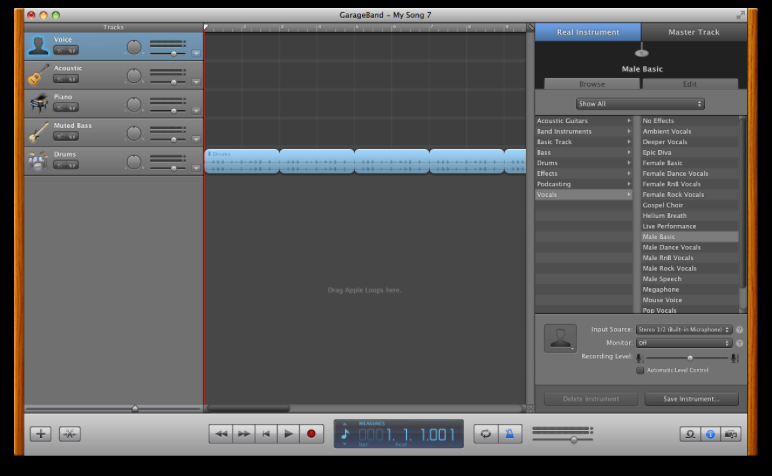 GarageBand – My Song 7
Tracks
Voice
Acoustic
Piano
Muted Bass
Drums
Drums
Drag Apple Loops here.
Real Instrument
Master Track
Male Basic
Browse
Edit
Show All
Acoustic Guitars
Band Instruments
Basic Track
Bass
Drums
Effects
Podcasting
Vocals
No Effects
Ambient Vocals
Deeper Vocals
Epic Diva
Female Basic
Female Dance Vocals
Female RnB Vocals
Female Rock Vocals
Gospel Choir
Helium Breath
Live Performance
Male Basic
Male Dance Vocals
Male RnB Vocals
Male Rock Vocals
Male Speech
Megaphone
Mouse Voice
Pop Vocals
Input Source: Stereo 1/2 (Built-in Microphone)
Monitor: Off
Recording Level:
Automatic Level Control
Delete Instrument
Save Instrument...
MEASURES
0001. 1. 1.001
bar beat